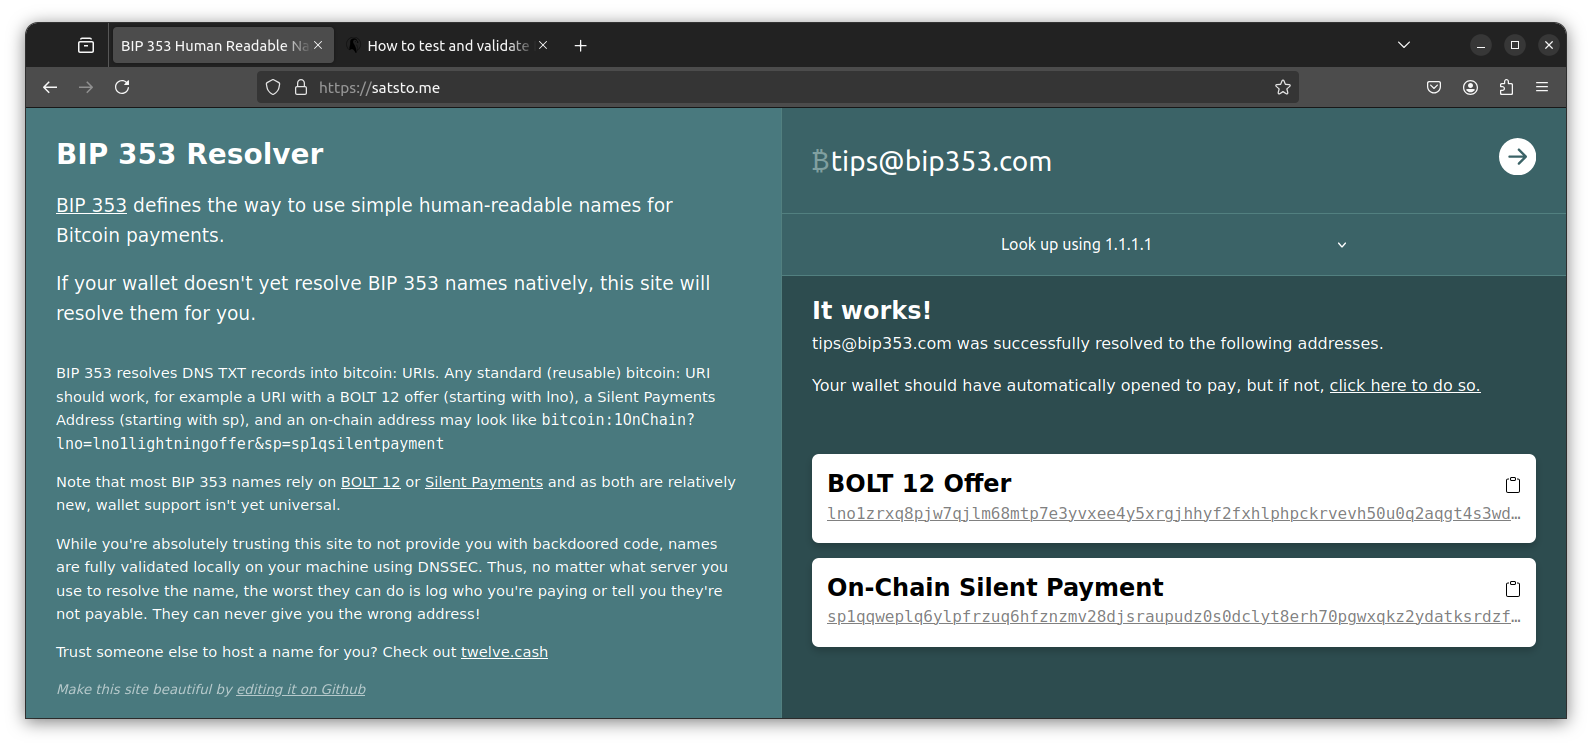 BIP 353 Human Readable Na
How to test and validate
https://satsto.me
BIP 353 Resolver
BIP 353 defines the way to use simple human-readable names for
Bitcoin payments.
If your wallet doesn't yet resolve BIP 353 names natively, this site will
resolve them for you.
BIP 353 resolves DNS TXT records into bitcoin: URIs. Any standard (reusable) bitcoin: URI
should work, for example a URI with a BOLT 12 offer (starting with lno), a Silent Payments
Address (starting with sp), and an on-chain address may look like bitcoin:1OnChain?
lno=lno1lightningoffer&sp=sp1qsilentpayment
Note that most BIP 353 names rely on BOLT 12 or Silent Payments and as both are relatively
new, wallet support isn't yet universal.
While you're absolutely trusting this site to not provide you with backdoored code, names
are fully validated locally on your machine using DNSSEC. Thus, no matter what server you
use to resolve the name, the worst they can do is log who you're paying or tell you they're
not payable. They can never give you the wrong address!
Trust someone else to host a name for you? Check out twelve.cash
Make this site beautiful by editing it on Github
₿tips@bip353.com
Look up using 1.1.1.1
It works!
tips@bip353.com was successfully resolved to the following addresses.
Your wallet should have automatically opened to pay, but if not, click here to do so.
BOLT 12 Offer
lno1zrxq8pjw7qjlm68mtp7e3yvxee4y5xrgjhhyf2fxhlphpckrvevh50u0q2aqgt4s3wd…
On-Chain Silent Payment
sp1qqweplq6ylpfrzuq6hfznzmv28djsraupudz0s0dclyt8erh70pgwxqkz2ydatksrdzf…